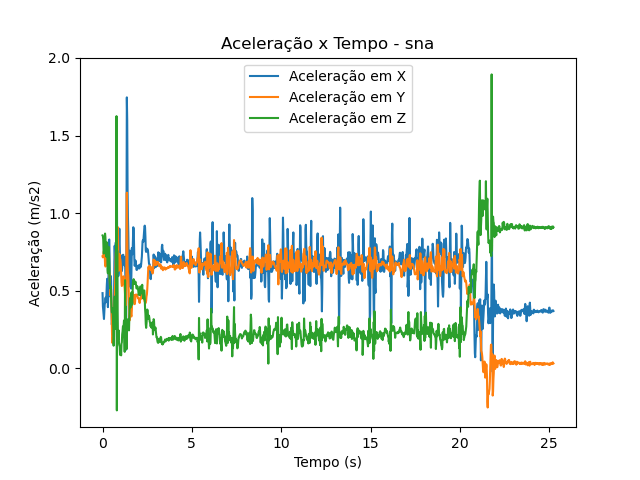 Aceleração x Tempo - sna
Aceleração em X
Aceleração em Y
Aceleração em Z
Aceleração (m/s2)
2.0
1.5
1.0
0.5
0.0
0 5 10 15 20 25
Tempo (s)